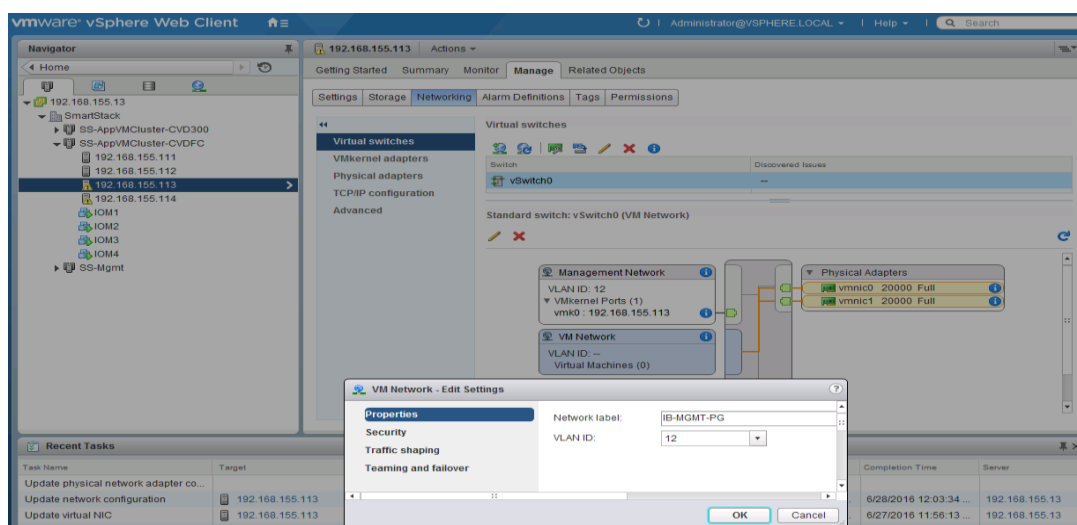 vmware® vSphere Web Client
Administrator@VSPHERE.LOCAL
Help
Search
Navigator
Home
192.168.155.13
SmartStack
SS-AppVMCluster-CVD300
SS-AppVMCluster-CVDFC
192.168.155.111
192.168.155.112
192.168.155.113
192.168.155.114
IOM1
IOM2
IOM3
IOM4
SS-Mgmt
192.168.155.113 Actions
Getting Started Summary Monitor Manage Related Objects
Settings Storage Networking Alarm Definitions Tags Permissions
Virtual switches
VMkernel adapters
Physical adapters
TCP/IP configuration
Advanced
Virtual switches
Switch Discovered Issues
vSwitch0 --
Standard switch: vSwitch0 (VM Network)
Management Network
VLAN ID: 12
VMkernel Ports (1)
vmk0 : 192.168.155.113
VM Network
VLAN ID: --
Virtual Machines (0)
Physical Adapters
vmnic0 20000 Full
vmnic1 20000 Full
VM Network - Edit Settings
Properties
Security
Traffic shaping
Teaming and failover
Network label: IB-MGMT-PG
VLAN ID: 12
OK Cancel
Recent Tasks
Task Name Target Completion Time Server
Update physical network adapter co...
Update network configuration 192.168.155.113 6/28/2016 12:03:34 ... 192.168.155.13
Update virtual NIC 192.168.155.113 6/27/2016 11:56:13 ... 192.168.155.13